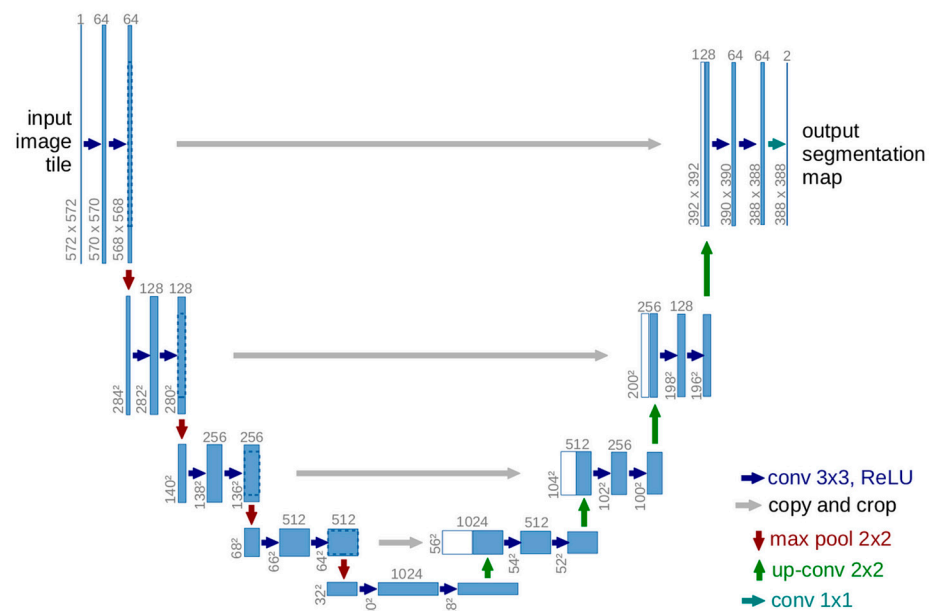 1 64 64
128
64 64 2
input
image
tile
output
segmentation
map
572 x 572
570 x 570
568 x 568
392 x 392
390 x 390
388 x 388
388 x 388
128 128
256 128
284²
282²
280²
200²
198²
196²
256 256
512 256
140²
138²
136²
104²
102²
100²
512 512
1024 512
68²
66²
64²
56²
54²
52²
1024
32²
0²
8²
conv 3x3, ReLU
copy and crop
max pool 2x2
up-conv 2x2
conv 1x1